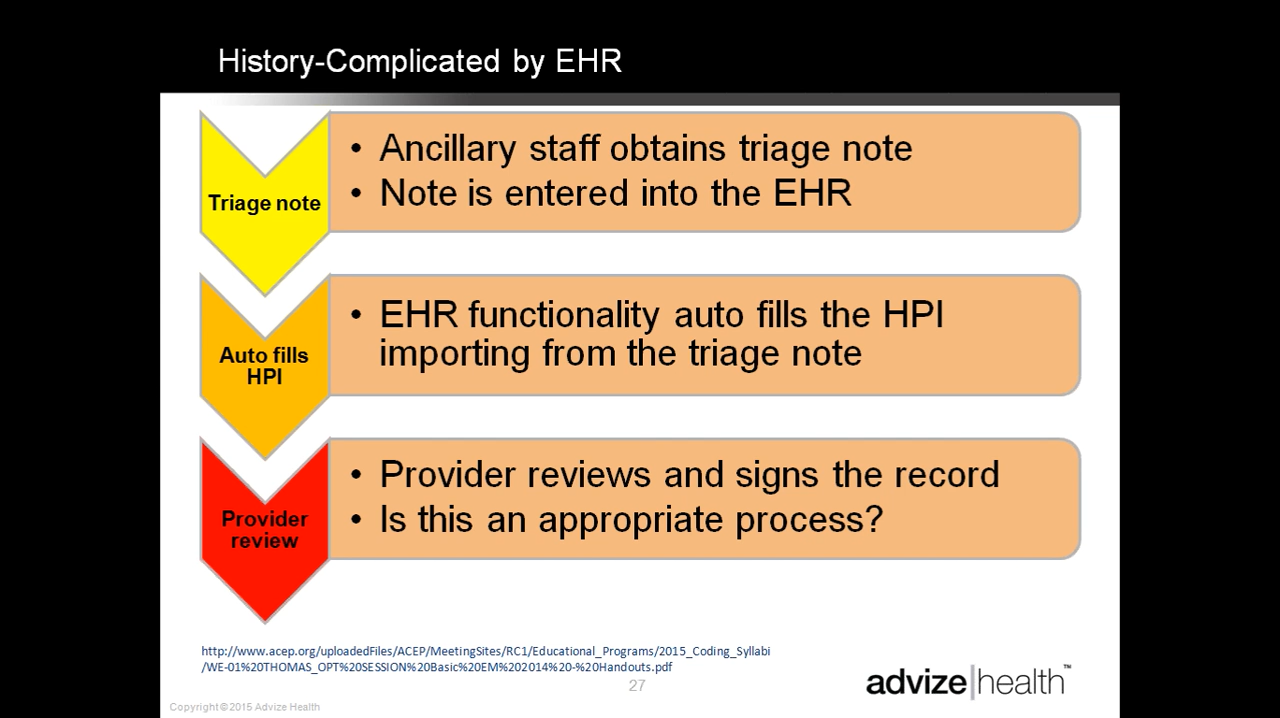 History-Complicated by EHR
Triage note
• Ancillary staff obtains triage note
• Note is entered into the EHR
Auto fills
HPI
• EHR functionality auto fills the HPI
importing from the triage note
Provider
review
• Provider reviews and signs the record
• Is this an appropriate process?
http://www.acep.org/uploadedFiles/ACEP/MeetingSites/RC1/Educational_Programs/2015_Coding_Syllabi
/WE-01%20THOMAS_OPT%20SESSION%20Basic%20EM%202014%20-%20Handouts.pdf
27
advize|health™
Copyright©2015 Advize Health